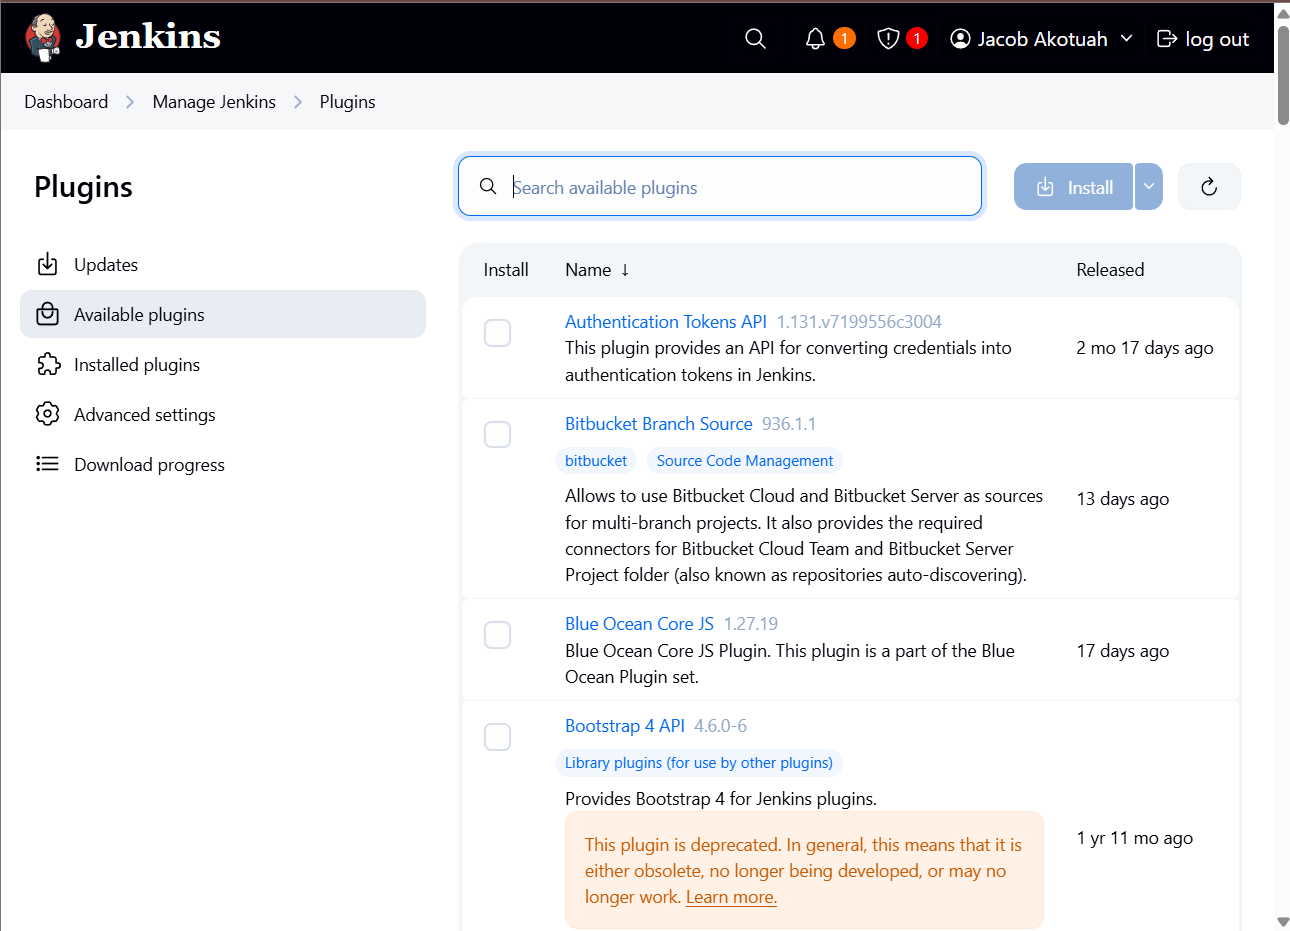 Jenkins
1
1
Jacob Akotuah
log out
Dashboard
Manage Jenkins
Plugins
Plugins
Search available plugins
Install
Updates
Available plugins
Installed plugins
Advanced settings
Download progress
Install
Name ↓
Released
Authentication Tokens API 1.131.v7199556c3004
This plugin provides an API for converting credentials into
authentication tokens in Jenkins.
2 mo 17 days ago
Bitbucket Branch Source 936.1.1
bitbucket
Source Code Management
Allows to use Bitbucket Cloud and Bitbucket Server as sources
for multi-branch projects. It also provides the required
connectors for Bitbucket Cloud Team and Bitbucket Server
Project folder (also known as repositories auto-discovering).
13 days ago
Blue Ocean Core JS 1.27.19
Blue Ocean Core JS Plugin. This plugin is a part of the Blue
Ocean Plugin set.
17 days ago
Bootstrap 4 API 4.6.0-6
Library plugins (for use by other plugins)
Provides Bootstrap 4 for Jenkins plugins.
This plugin is deprecated. In general, this means that it is
either obsolete, no longer being developed, or may no
longer work. Learn more.
1 yr 11 mo ago